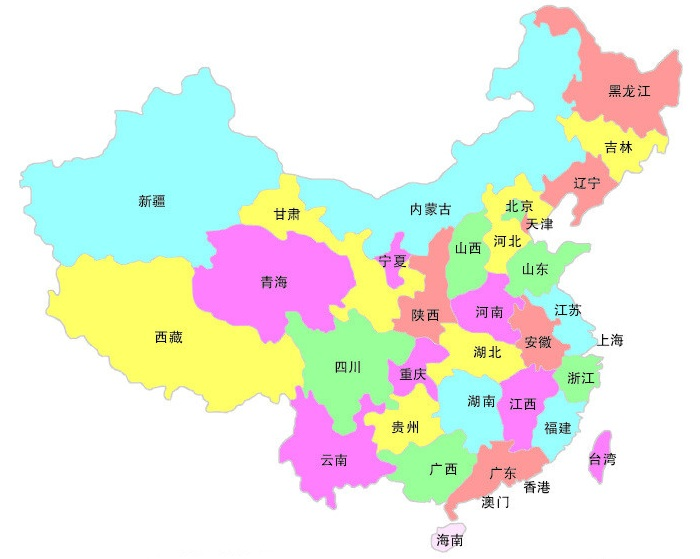 黑龙江
吉林
辽宁
新疆
甘肃
内蒙古
北京
天津
宁夏
山西
河北
山东
青海
陕西
河南
江苏
西藏
四川
重庆
湖北
安徽
上海
浙江
湖南
江西
贵州
福建
云南
广西
广东
台湾
香港
澳门
海南